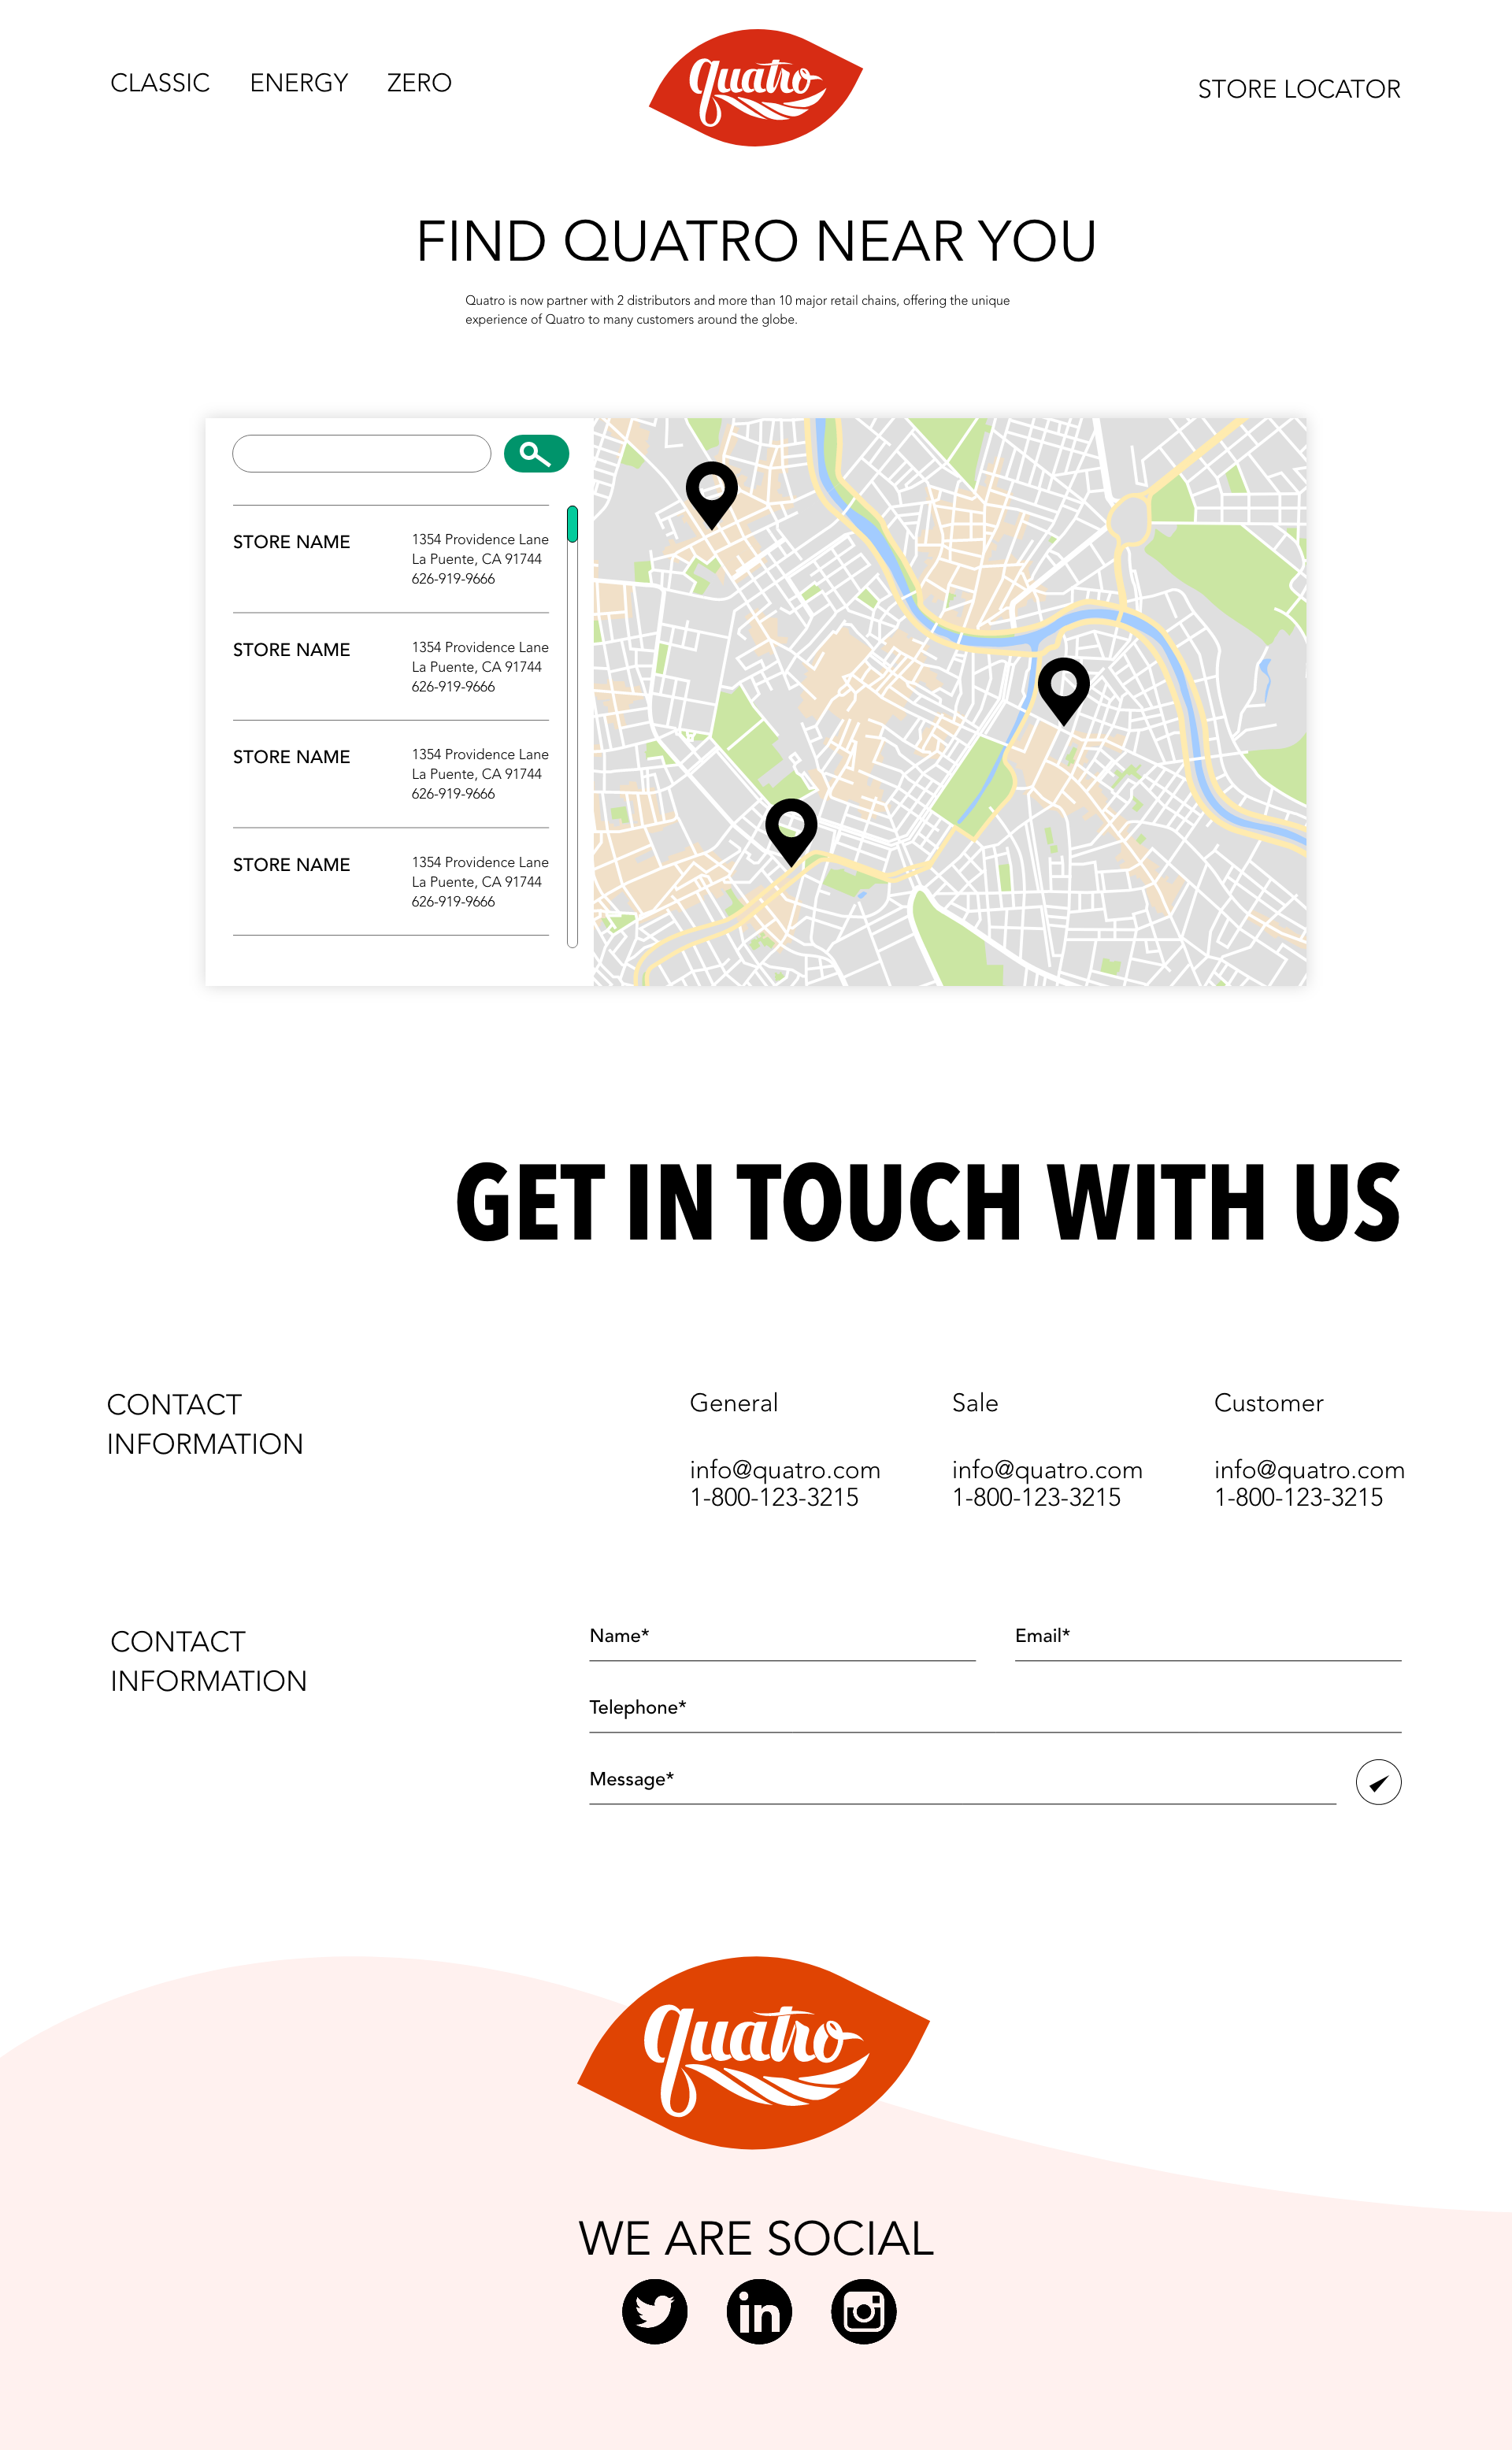 CLASSIC ENERGY ZERO
quatro
STORE LOCATOR
FIND QUATRO NEAR YOU
Quatro is now partner with 2 distributors and more than 10 major retail chains, offering the unique
experience of Quatro to many customers around the globe.
STORE NAME
1354 Providence Lane
La Puente, CA 91744
626-919-9666
STORE NAME
1354 Providence Lane
La Puente, CA 91744
626-919-9666
STORE NAME
1354 Providence Lane
La Puente, CA 91744
626-919-9666
STORE NAME
1354 Providence Lane
La Puente, CA 91744
626-919-9666
GET IN TOUCH WITH US
CONTACT
INFORMATION
General
info@quatro.com
1-800-123-3215
Sale
info@quatro.com
1-800-123-3215
Customer
info@quatro.com
1-800-123-3215
CONTACT
INFORMATION
Name*
Email*
Telephone*
Message*
quatro
WE ARE SOCIAL
in